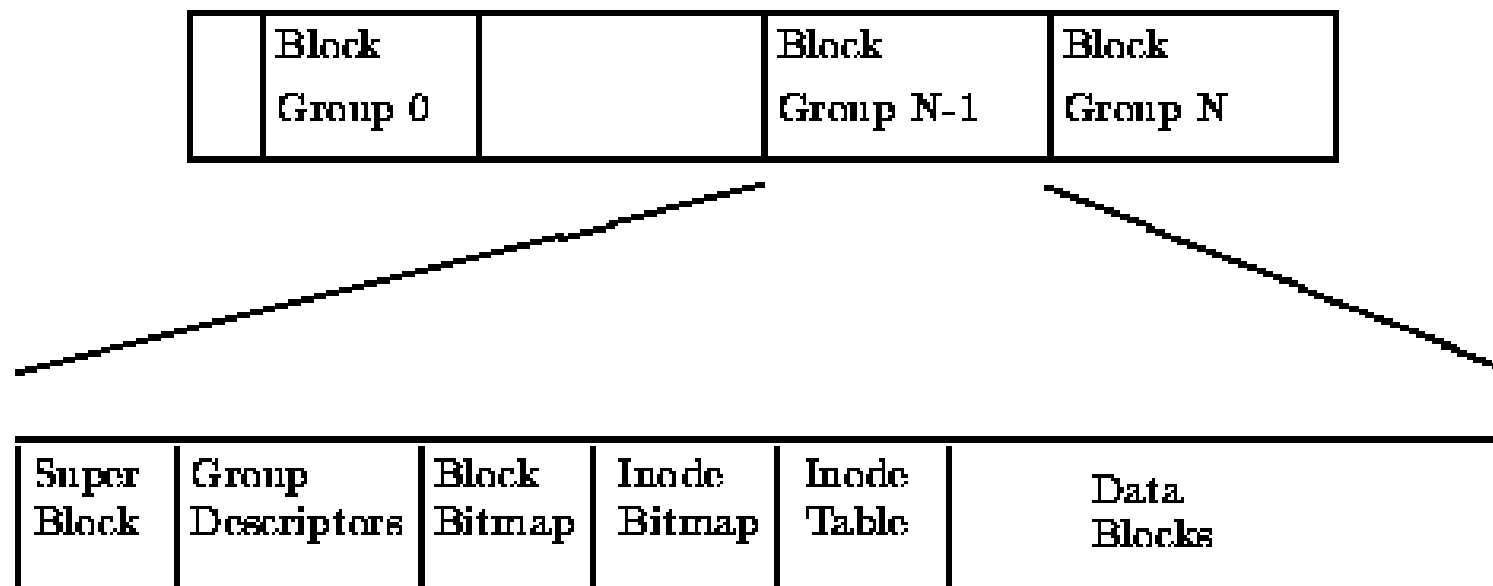 Block
Group 0
Block
Group N-1
Block
Group N
Super
Block
Group
Descriptors
Block
Bitmap
Inode
Bitmap
Inode
Table
Data
Blocks